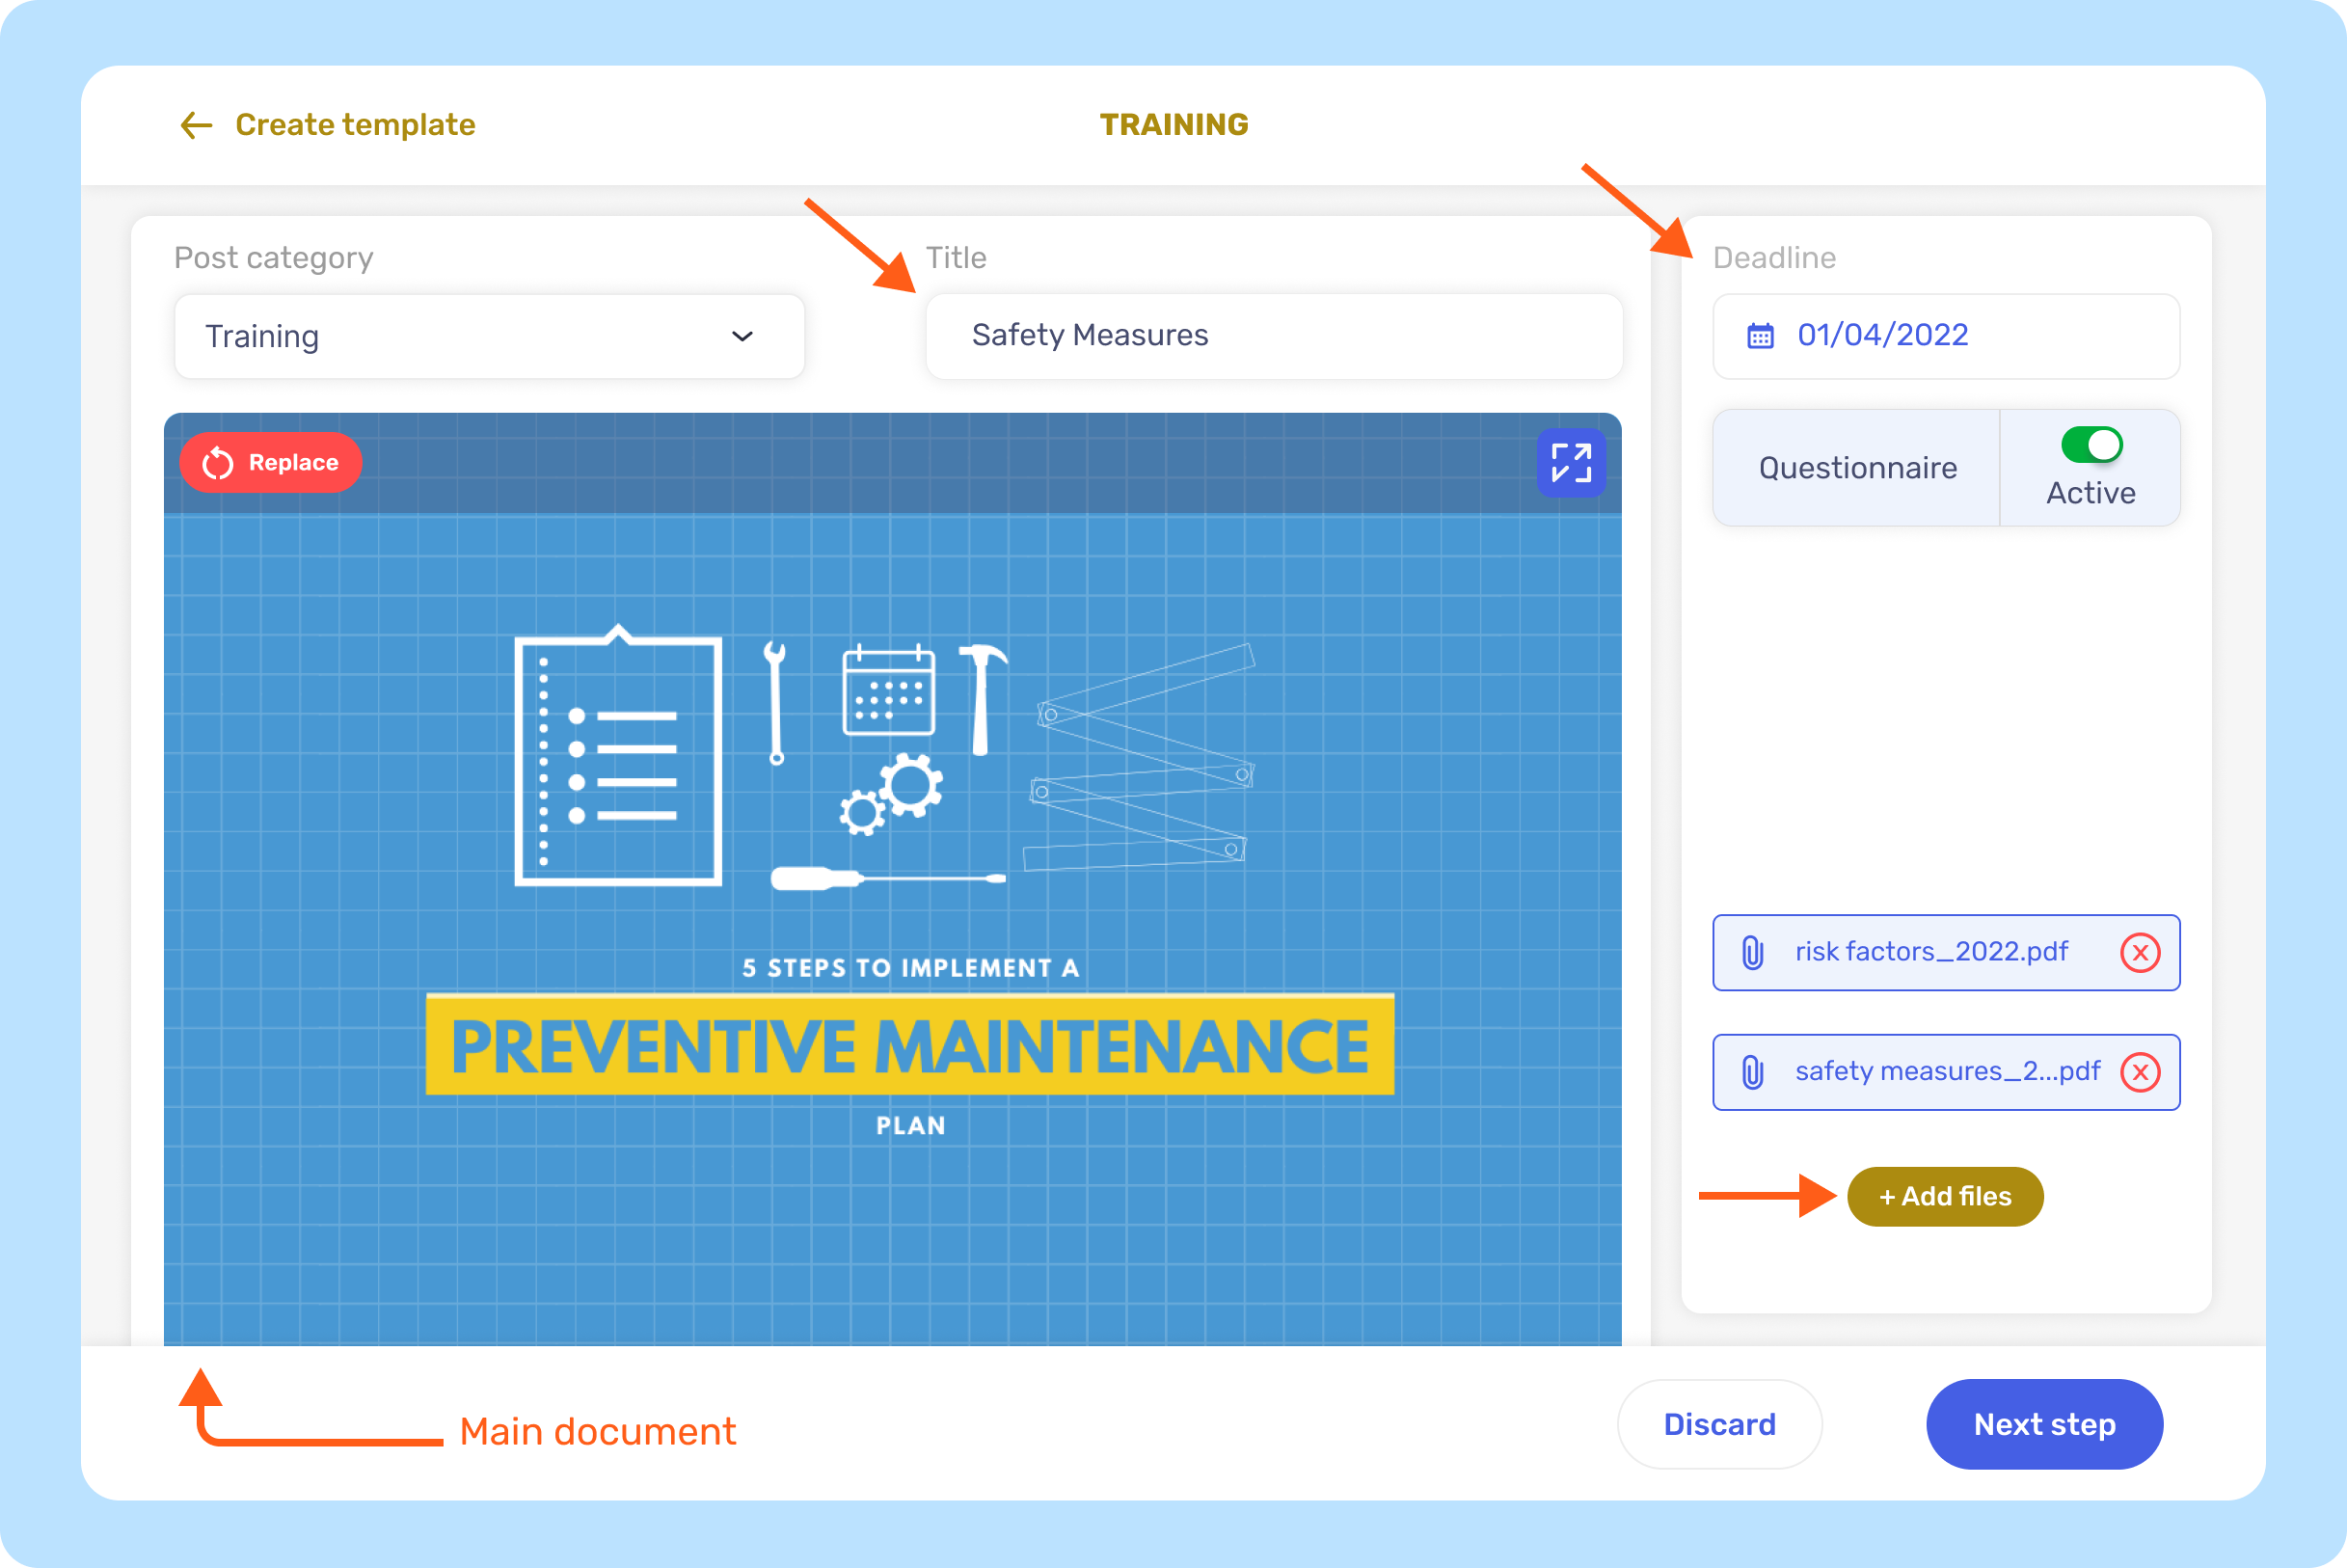 Create template
TRAINING
Post category
Title
Deadline
Training
Safety Measures
01/04/2022
Replace
Questionnaire
Active
5 STEPS TO IMPLEMENT A
PREVENTIVE MAINTENANCE
PLAN
risk factors_2022.pdf
safety measures_2...pdf
+ Add files
Main document
Discard
Next step